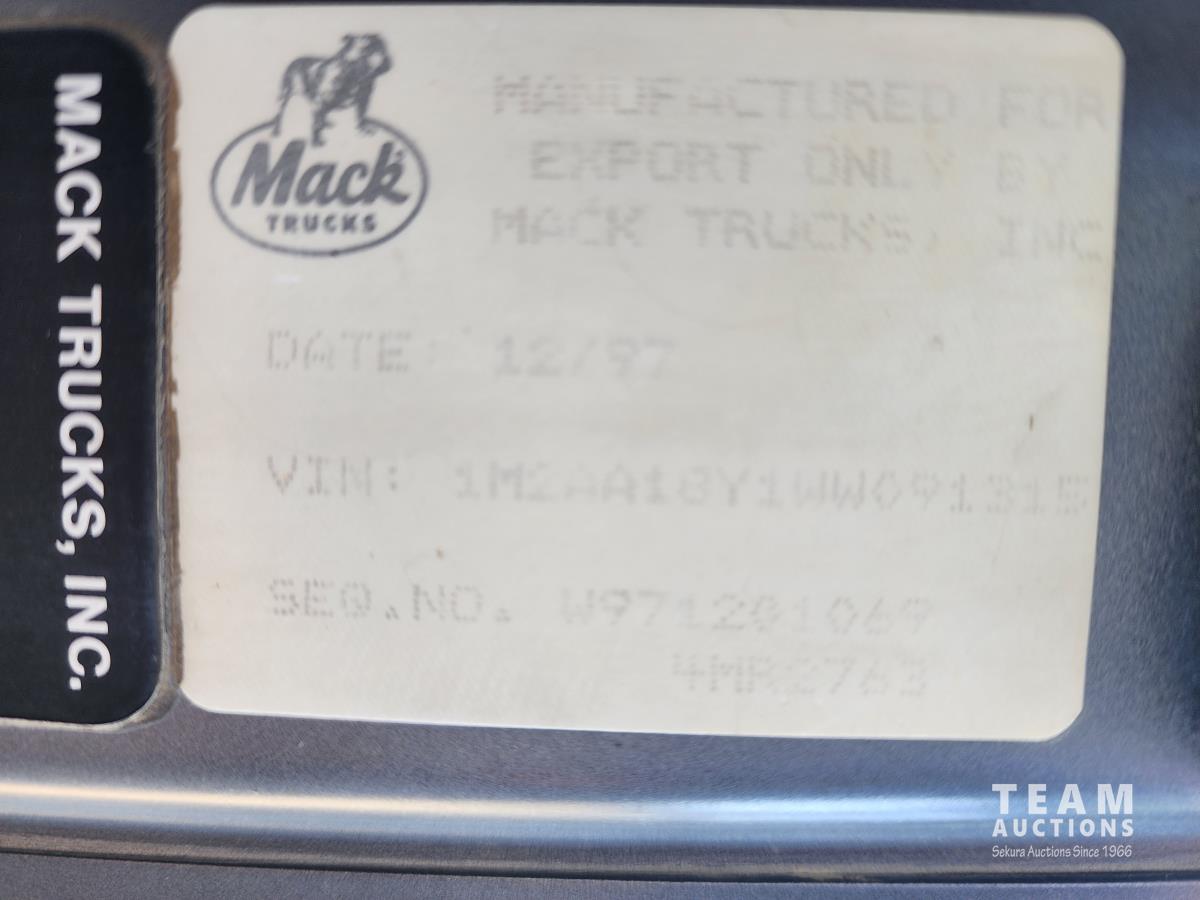 MACK TRUCKS, INC.
Mack
TRUCKS
MANUFACTURED FOR
EXPORT ONLY BY
MACK TRUCKS, INC
DATE: 12/97
VIN: 1M2AA18Y1WW091315
SEQ.NO. W971281069
4MR2763
TEAM
AUCTIONS
Sekura Auctions Since 1966